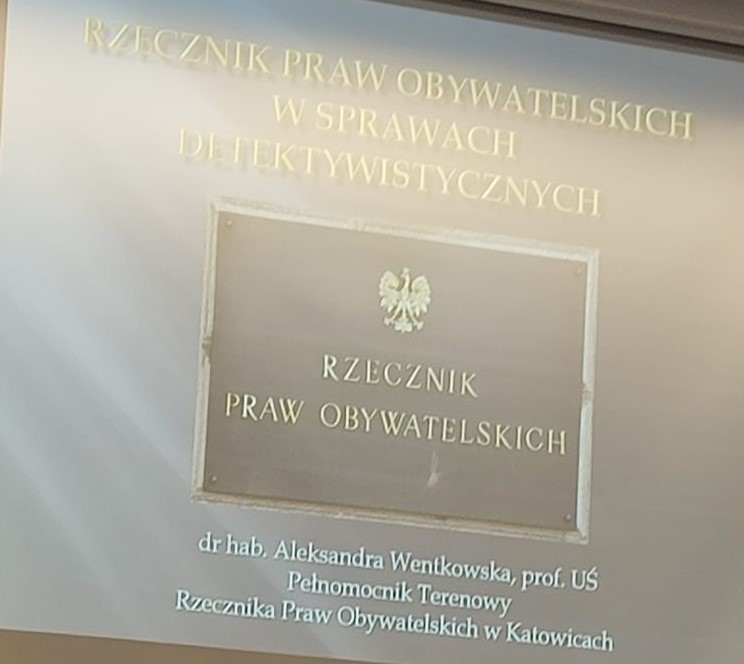 RZECZNIK PRAW OBYWATELSKICH
W SPRAWACH
DETEKTYWISTYCZNYCH
RZECZNIK
PRAW OBYWATELSKICH
dr hab. Aleksandra Wentkowska, prof. UŚ
Pełnomocnik Terenowy
Rzecznika Praw Obywatelskich w Katowicach